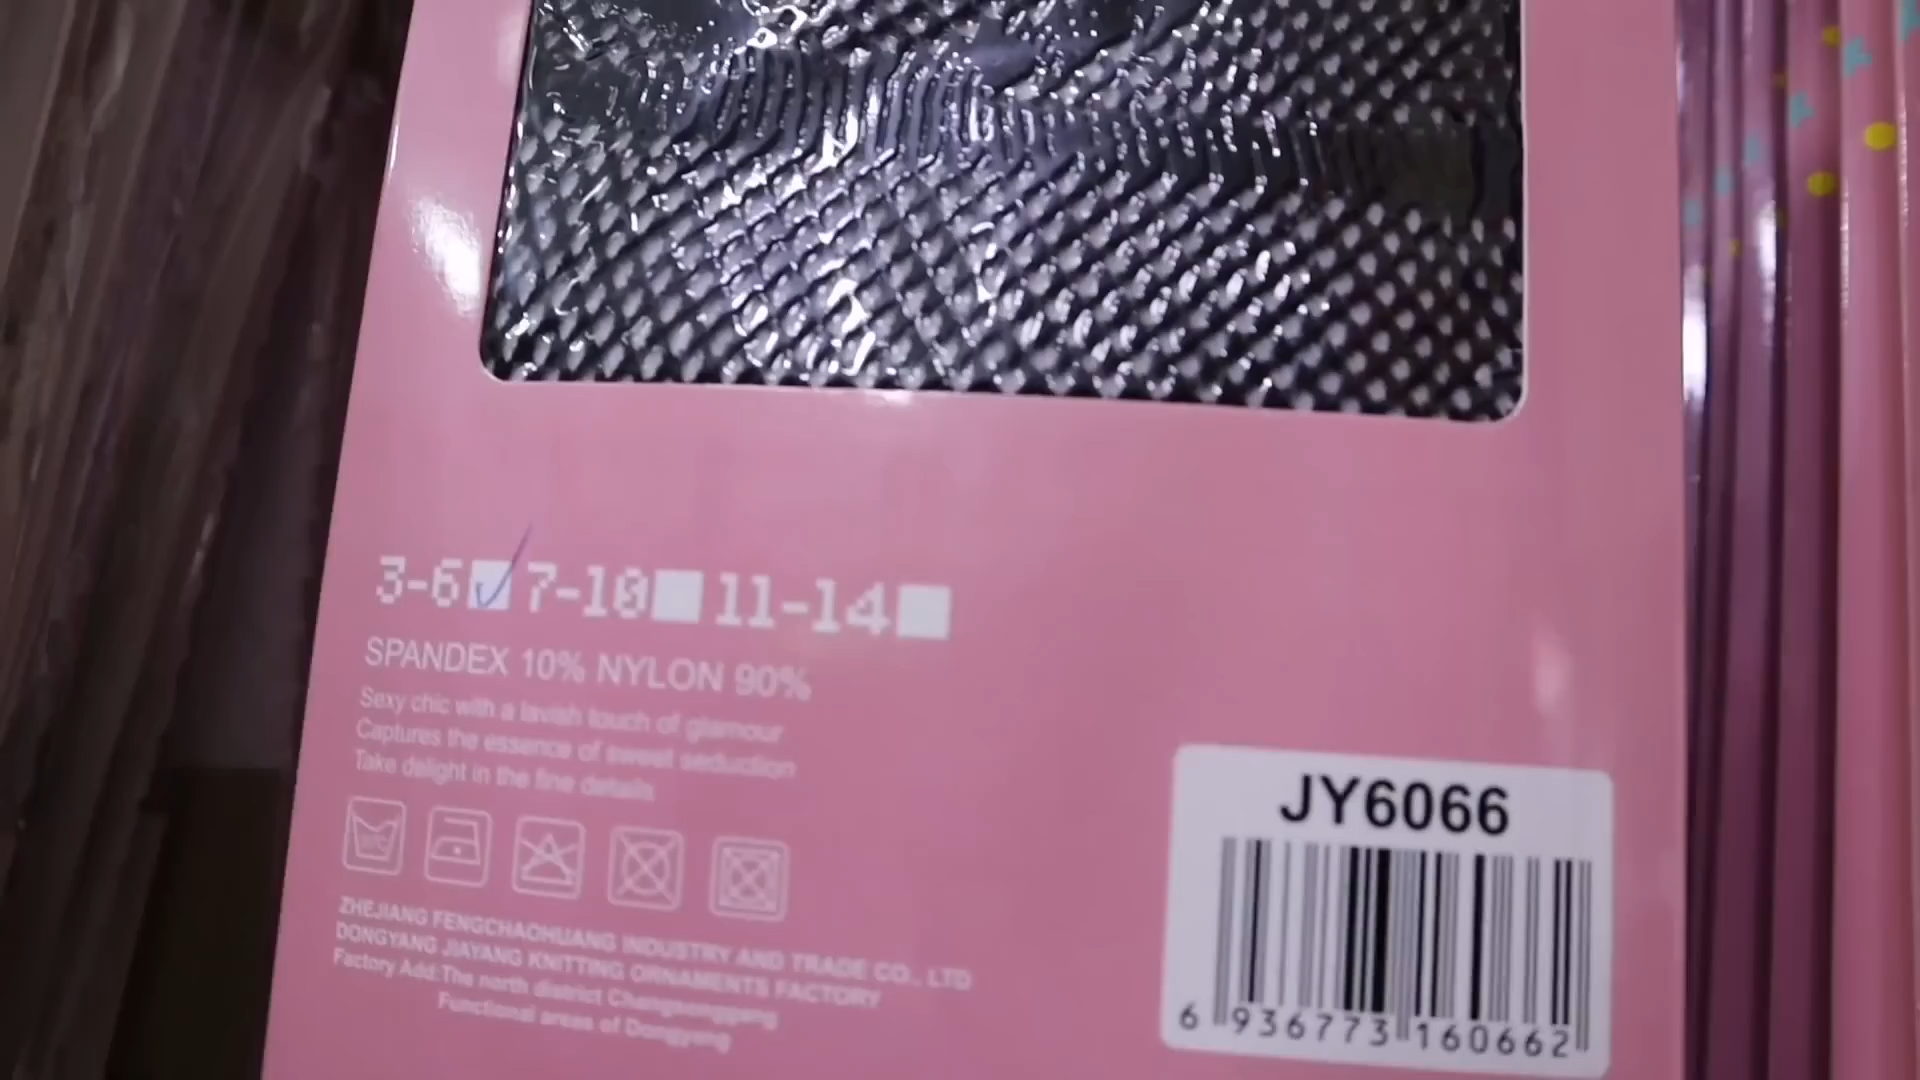 3-6 7-10 11-14
SPANDEX 10% NYLON 90%
Sexy chic with a lavish touch of glamour
Captures the essence of sweet seduction
Take delight in the fine details
ZHEJIANG FENGCHAOHUANG INDUSTRY AND TRADE CO., LTD
DONGYANG JIAYANG KNITTING ORNAMENTS FACTORY
Factory Add:The north district
Functional areas of Dongyang
JY6066
6 936773 160662